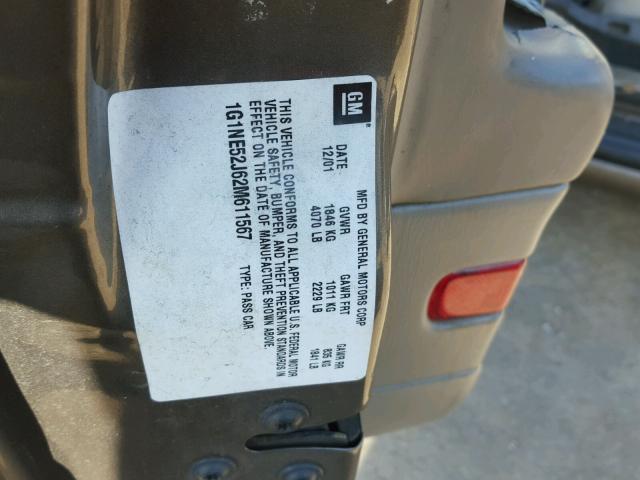 GM
MFD BY GENERAL MOTORS CORP
DATE GVWR GAWR FRT GAWR RR
12/01 1846 KG 1011 KG 835 KG
4070 LB 2229 LB 1841 LB
THIS VEHICLE CONFORMS TO ALL APPLICABLE U.S. FEDERAL MOTOR
VEHICLE SAFETY, BUMPER, AND THEFT PREVENTION STANDARDS IN
EFFECT ON THE DATE OF MANUFACTURE SHOWN ABOVE.
1G1NE52J62M611567 TYPE: PASS CAR